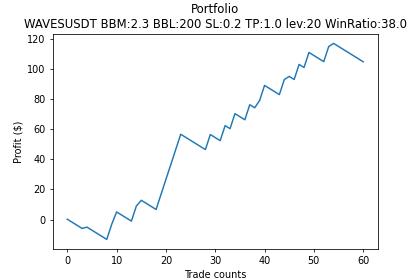 Portfolio
WAVESUSDT BBM:2.3 BBL:200 SL:0.2 TP:1.0 lev:20 WinRatio:38.0
120
100
80
60
40
20
0
Profit ($)
0 10 20 30 40 50 60
Trade counts